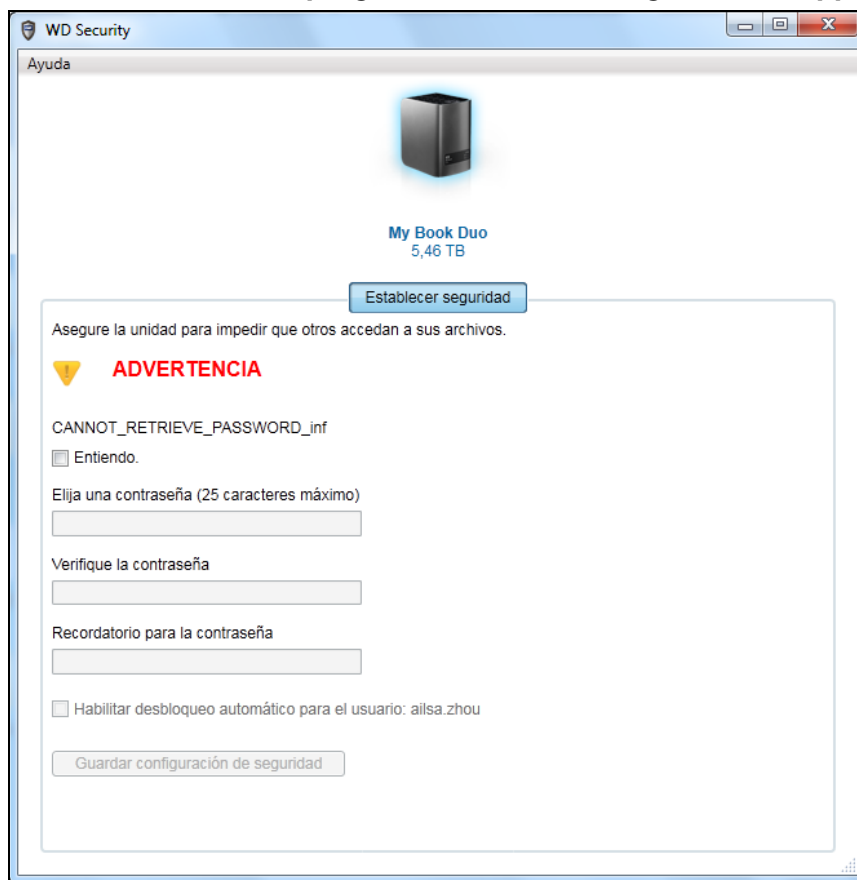 WD Security
Ayuda
My Book Duo
5,46 TB
Establecer seguridad
Asegure la unidad para impedir que otros accedan a sus archivos.
ADVERTENCIA
CANNOT_RETRIEVE_PASSWORD_inf
Entiendo.
Elija una contraseña (25 caracteres máximo)
Verifique la contraseña
Recordatorio para la contraseña
Habilitar desbloqueo automático para el usuario: ailsa.zhou
Guardar configuración de seguridad